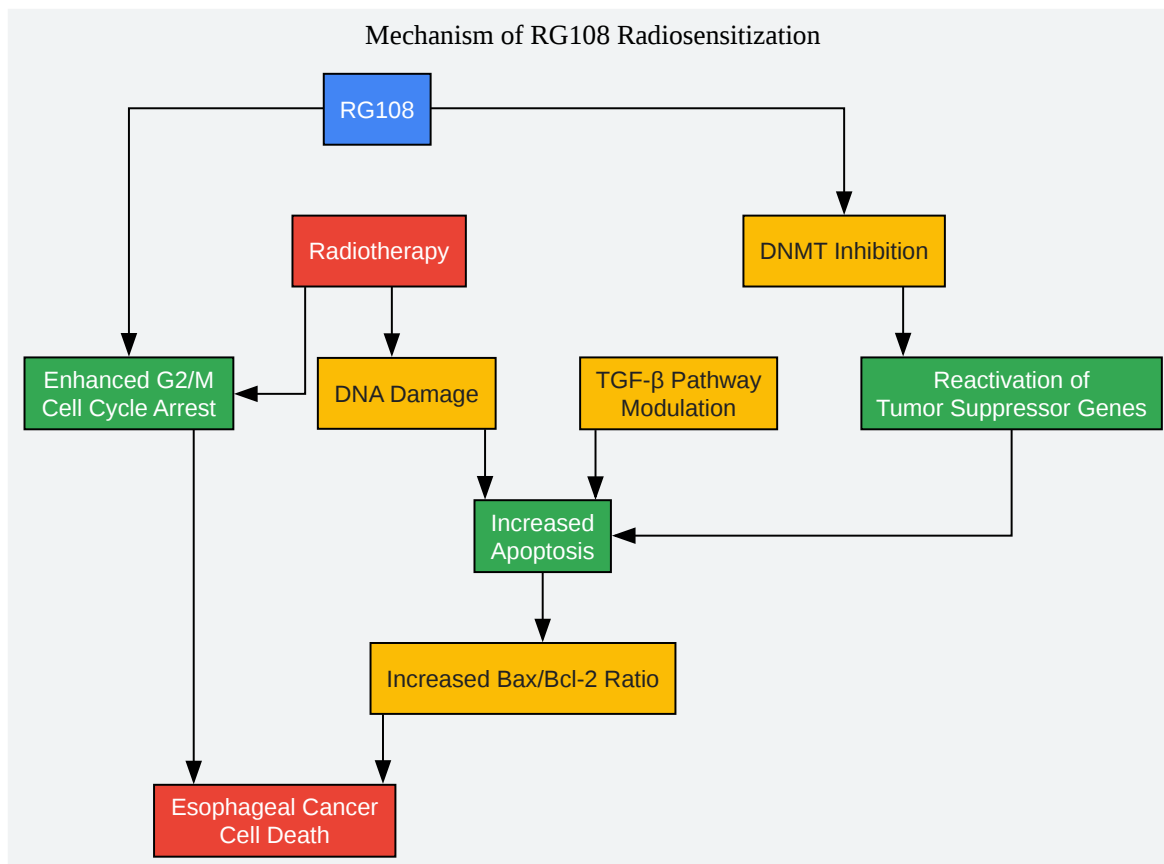 Mechanism of RG108 Radiosensitization
RG108
Radiotherapy
DNMT Inhibition
Enhanced G2/M
Cell Cycle Arrest
DNA Damage
TGF-β Pathway
Modulation
Reactivation of
Tumor Suppressor Genes
Increased
Apoptosis
Increased Bax/Bcl-2 Ratio
Esophageal Cancer
Cell Death